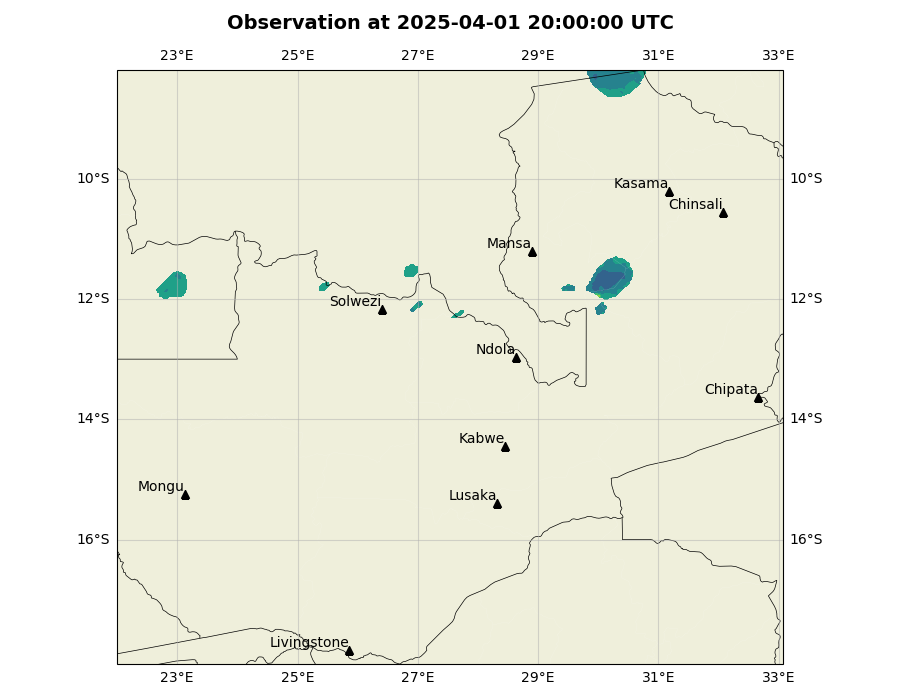 Observation at 2025-04-01 20:00:00 UTC
23°E 25°E 27°E 29°E 31°E 33°E
10°S 10°S
Kasama
Chinsali
Mansa
12°S 12°S
Solwezi
Ndola
Chipata
14°S 14°S
Kabwe
Mongu
Lusaka
16°S 16°S
Livingstone
23°E 25°E 27°E 29°E 31°E 33°E